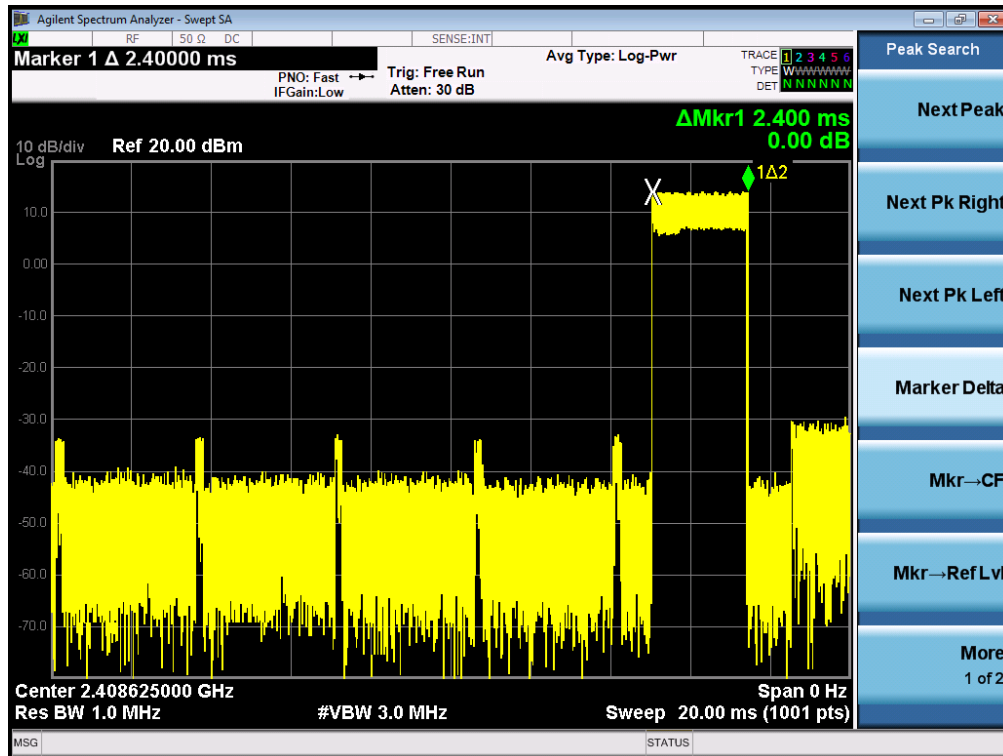 Agilent Spectrum Analyzer - Swept SA
LXI RF 50 Ω DC SENSE:INT
Marker 1 Δ 2.40000 ms
PNO: Fast
IFGain:Low
Trig: Free Run
Atten: 30 dB
Avg Type: Log-Pwr
TRACE 1 2 3 4 5 6
TYPE WWWWWW
DET N N N N N N
ΔMkr1 2.400 ms
0.00 dB
10 dB/div Ref 20.00 dBm
Log
1Δ2
X
10.0
0.00
-10.0
-20.0
-30.0
-40.0
-50.0
-60.0
-70.0
Center 2.408625000 GHz Span 0 Hz
Res BW 1.0 MHz #VBW 3.0 MHz Sweep 20.00 ms (1001 pts)
MSG STATUS
Peak Search
Next Peak
Next Pk Right
Next Pk Left
Marker Delta
Mkr→CF
Mkr→Ref Lvl
More
1 of 2